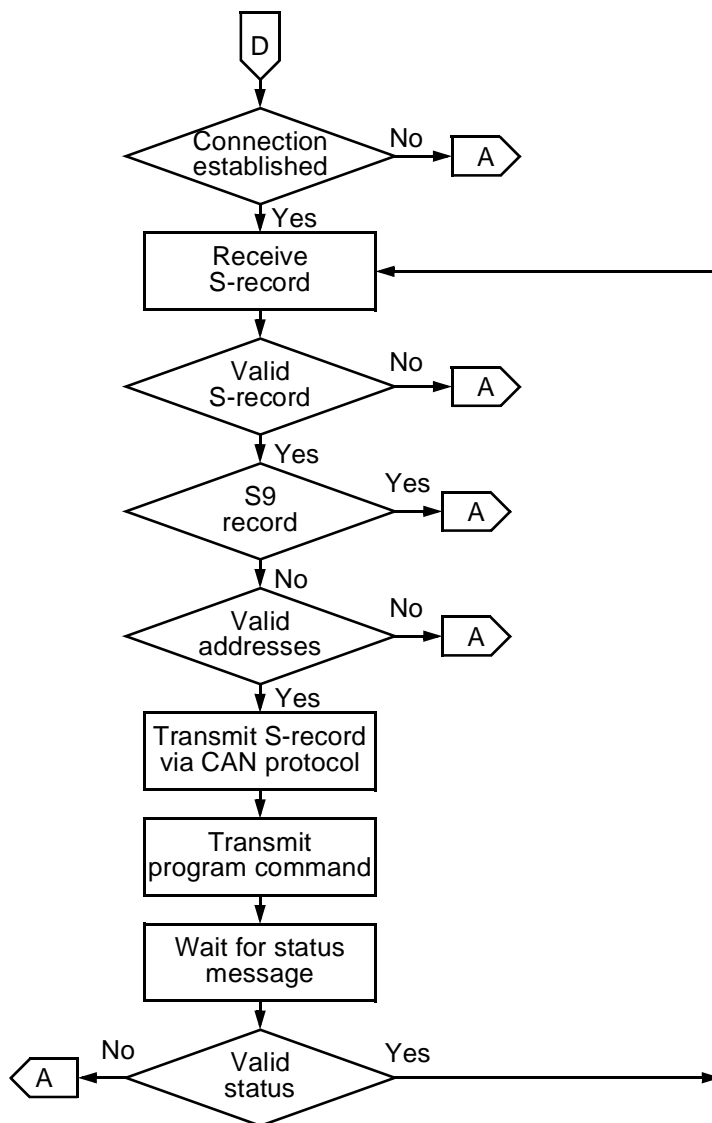 D
Connection
established
No
A
Yes
Receive
S-record
Valid
S-record
No
A
Yes
S9
record
Yes
A
No
Valid
addresses
No
A
Yes
Transmit S-record
via CAN protocol
Transmit
program command
Wait for status
message
Valid
status
No
A
Yes